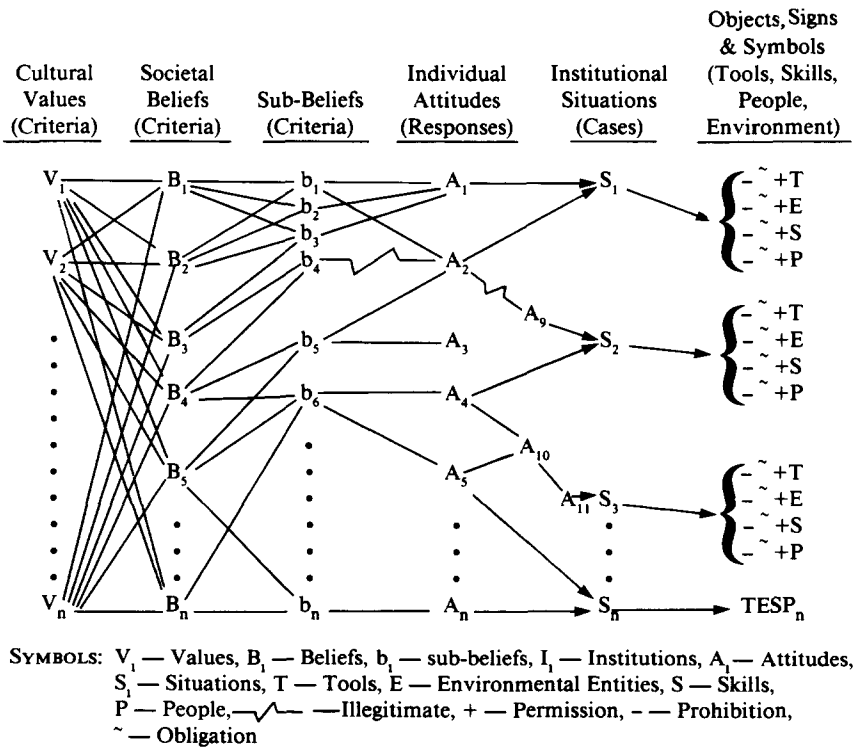 Cultural Values (Criteria)
Societal Beliefs (Criteria)
Sub-Beliefs (Criteria)
Individual Attitudes (Responses)
Institutional Situations (Cases)
Objects, Signs & Symbols (Tools, Skills, People, Environment)
V₁ B₁ b₁ A₁ S₁
b₂
b₃
V₂ B₂ b₄ A₂
A₉
B₃ b₅ A₃ S₂
B₄ b₆ A₄
A₁₀
B₅ A₅
A₁₁ S₃
Vₙ Bₙ bₙ Aₙ Sₙ TESPₙ
– ~ +T
– ~ +E
– ~ +S
– ~ +P
– ~ +T
– ~ +E
– ~ +S
– ~ +P
– ~ +T
– ~ +E
– ~ +S
– ~ +P
SYMBOLS: V₁ — Values, B₁ — Beliefs, b₁ — sub-beliefs, I₁ — Institutions, A₁ — Attitudes,
S₁ — Situations, T — Tools, E — Environmental Entities, S — Skills,
P — People, — —Illegitimate, + — Permission, – — Prohibition,
~ — Obligation